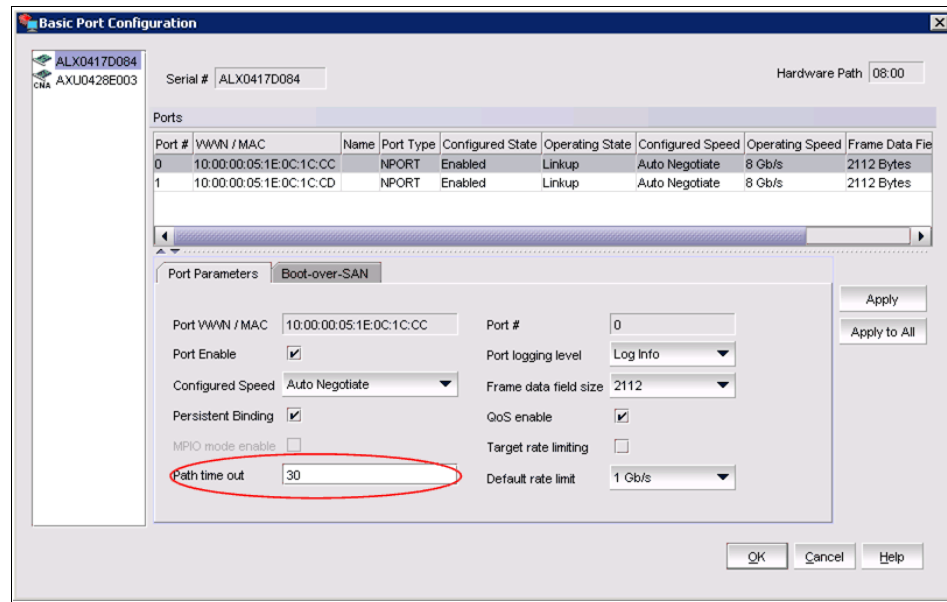 Basic Port Configuration
ALX0417D084
CNA AXU0428E003
Serial # ALX0417D084 Hardware Path 08:00
Ports
Port # WWN / MAC Name Port Type Configured State Operating State Configured Speed Operating Speed Frame Data Fie
0 10:00:00:05:1E:0C:1C:CC NPORT Enabled Linkup Auto Negotiate 8 Gb/s 2112 Bytes
1 10:00:00:05:1E:0C:1C:CD NPORT Enabled Linkup Auto Negotiate 8 Gb/s 2112 Bytes
Port Parameters Boot-over-SAN
Apply
Apply to All
Port WWN / MAC 10:00:00:05:1E:0C:1C:CC Port # 0
Port Enable Port logging level Log Info
Configured Speed Auto Negotiate Frame data field size 2112
Persistent Binding QoS enable
MPIO mode enable Target rate limiting
Path time out 30 Default rate limit 1 Gb/s
OK Cancel Help